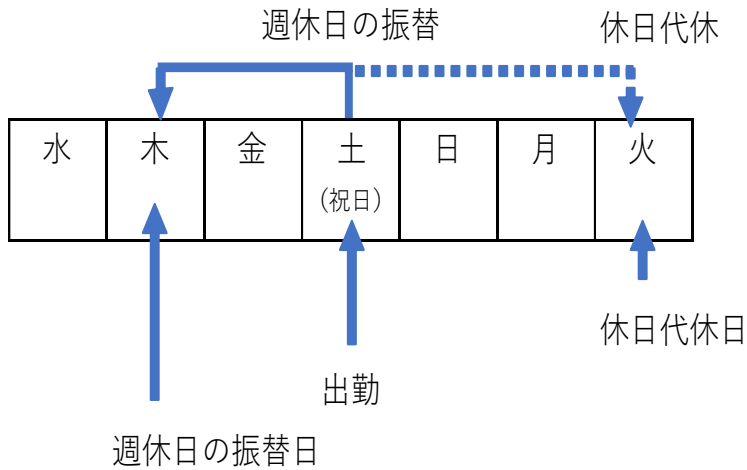 週休日の振替
休日代休
水 木 金 土 日 月 火
(祝日)
休日代休日
出勤
週休日の振替日